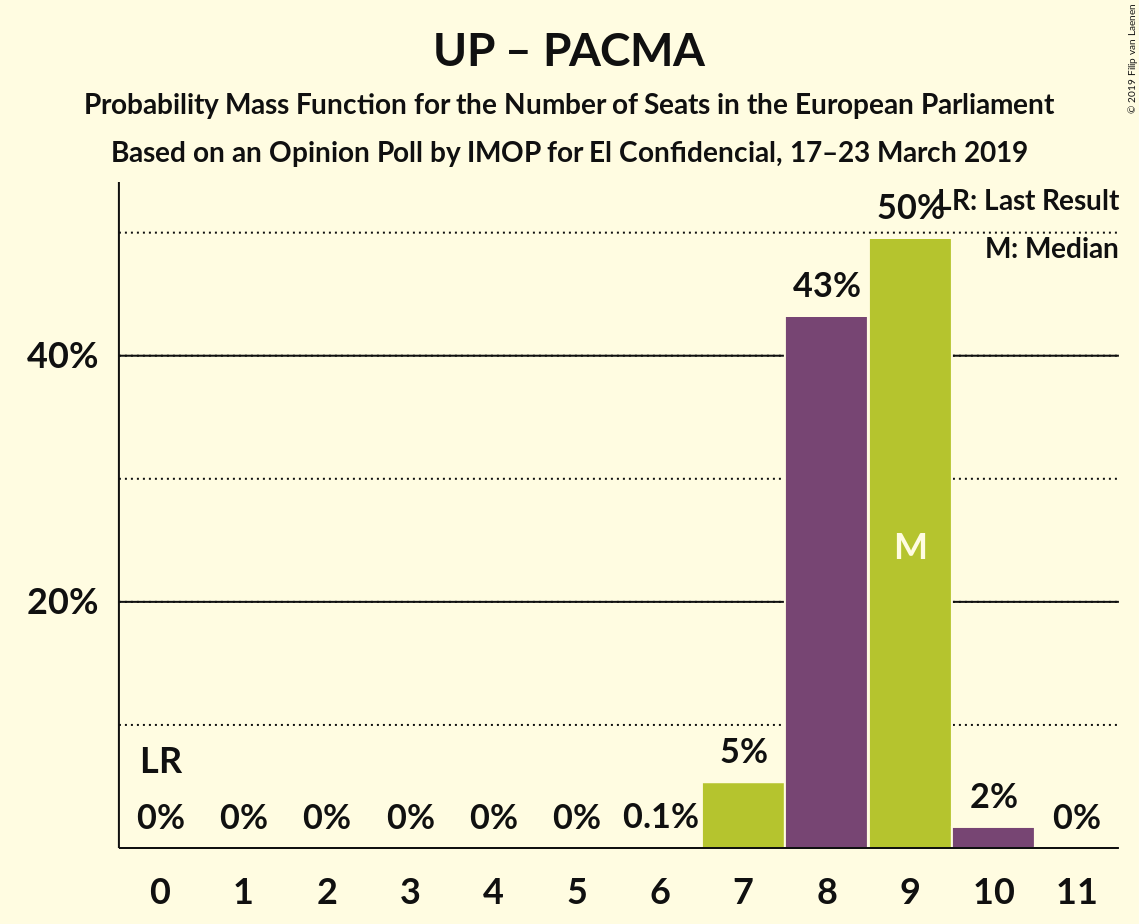 UP – PACMA
Probability Mass Function for the Number of Seats in the European Parliament
Based on an Opinion Poll by IMOP for El Confidencial, 17–23 March 2019
© 2019 Filip van Laenen
LR: Last Result
M: Median
50%
43%
40%
M
20%
5%
LR
2%
0% 0% 0% 0% 0% 0% 0.1% 0%
0 1 2 3 4 5 6 7 8 9 10 11